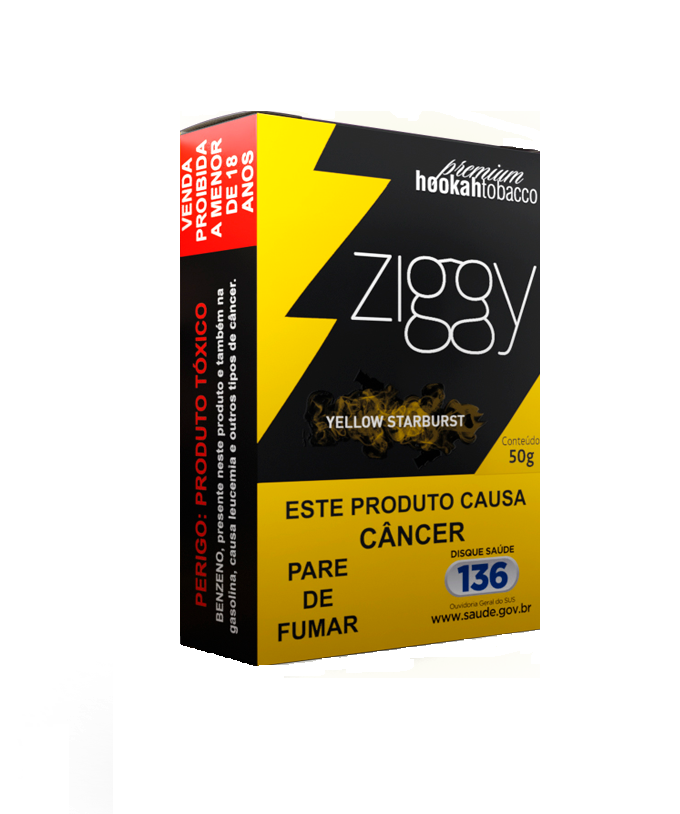 VENDA
PROIBIDA
A MENOR
DE 18
ANOS
PERIGO: PRODUTO TÓXICO
BENZENO, presente neste produto e também na
gasolina, causa leucemia e outros tipos de câncer.
premium
hookahtobacco
ziggy
YELLOW STARBURST
Conteúdo
50g
ESTE PRODUTO CAUSA
CÂNCER
PARE
DE
FUMAR
DISQUE SAÚDE
136
Ouvidoria Geral do SUS
www.saude.gov.br